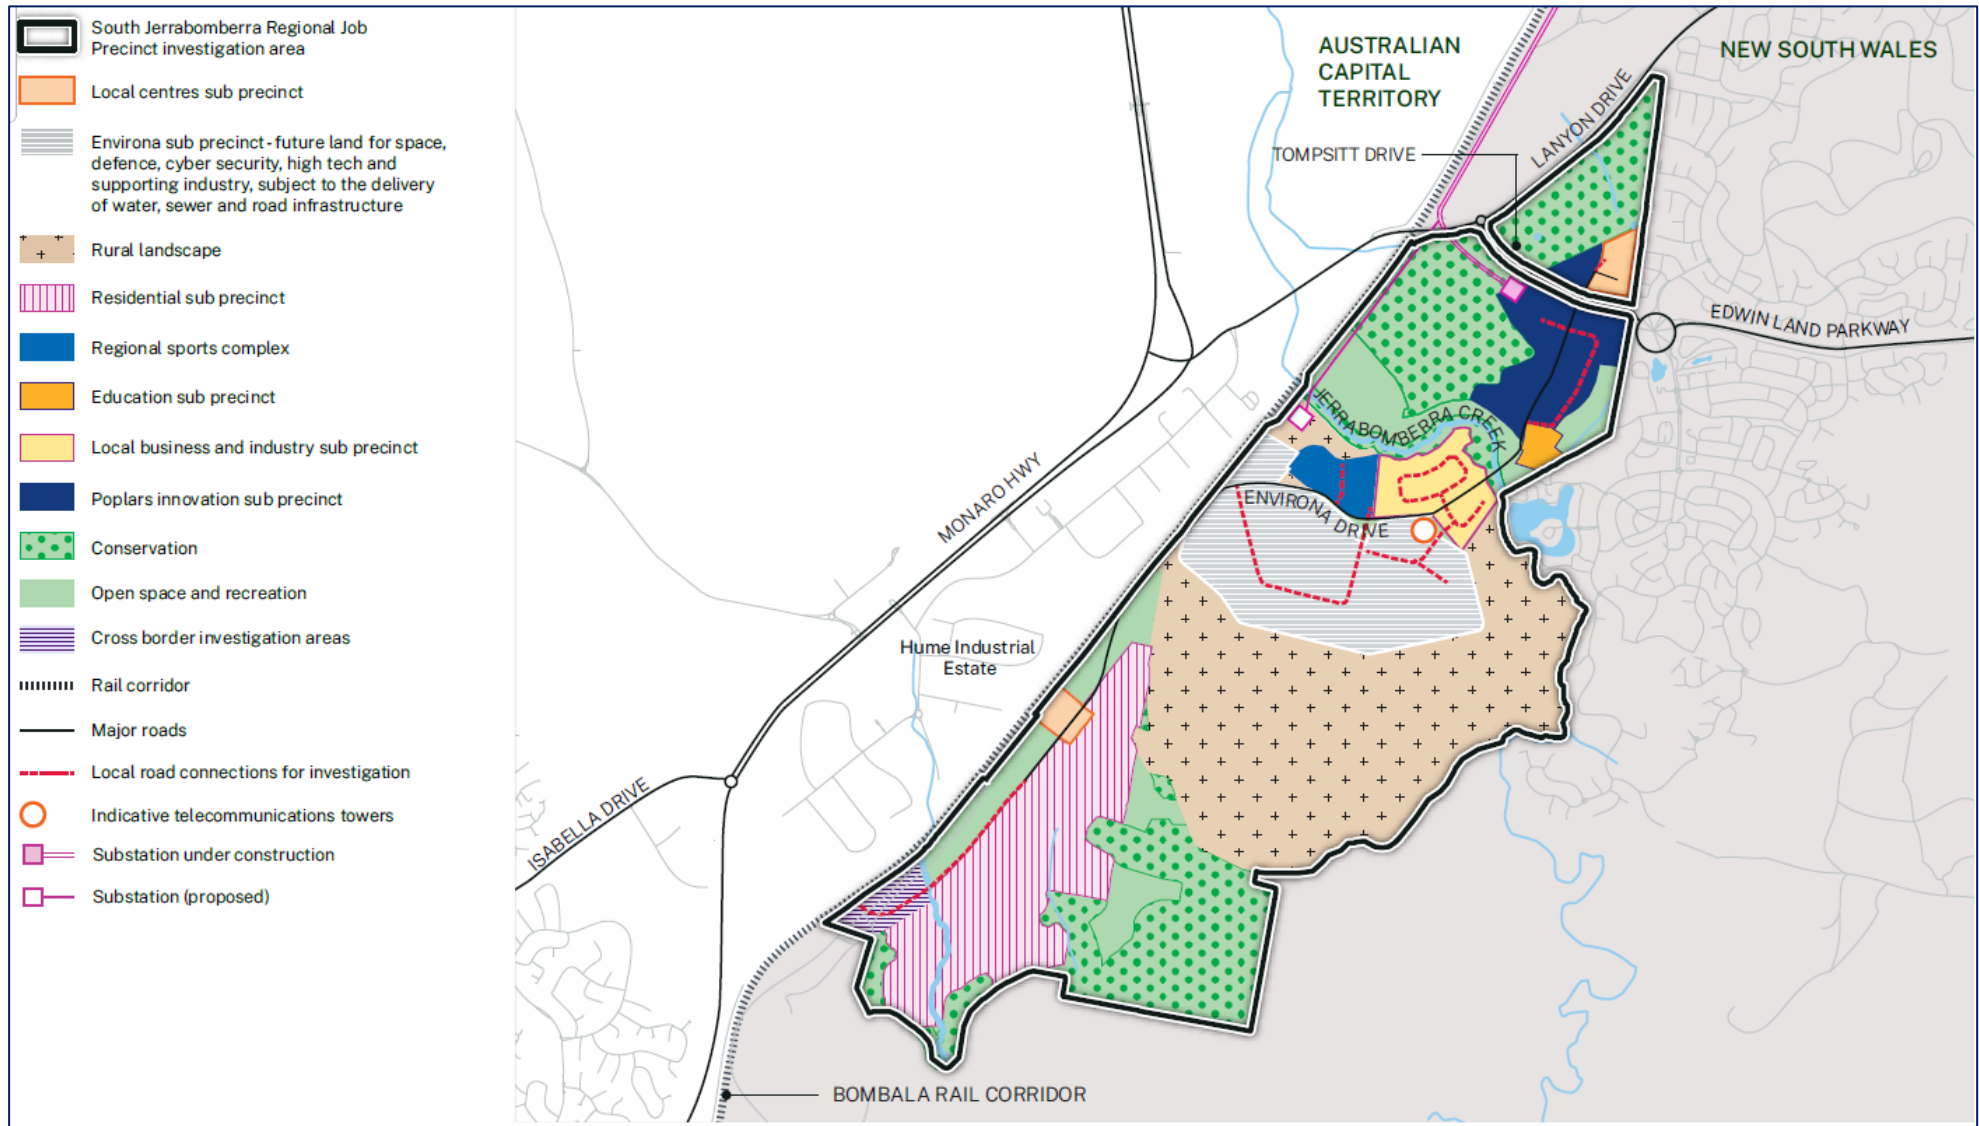 South Jerrabomberra Regional Job
Precinct investigation area
Local centres sub precinct
Environa sub precinct - future land for space,
defence, cyber security, high tech and
supporting industry, subject to the delivery
of water, sewer and road infrastructure
Rural landscape
Residential sub precinct
Regional sports complex
Education sub precinct
Local business and industry sub precinct
Poplars innovation sub precinct
Conservation
Open space and recreation
Cross border investigation areas
Rail corridor
Major roads
Local road connections for investigation
Indicative telecommunications towers
Substation under construction
Substation (proposed)
AUSTRALIAN
CAPITAL
TERRITORY
NEW SOUTH WALES
LANYON DRIVE
TOMPSITT DRIVE
EDWIN LAND PARKWAY
JERRABOMBERRA CREEK
ENVIRONA DRIVE
MONARO HWY
Hume Industrial
Estate
ISABELLA DRIVE
BOMBALA RAIL CORRIDOR